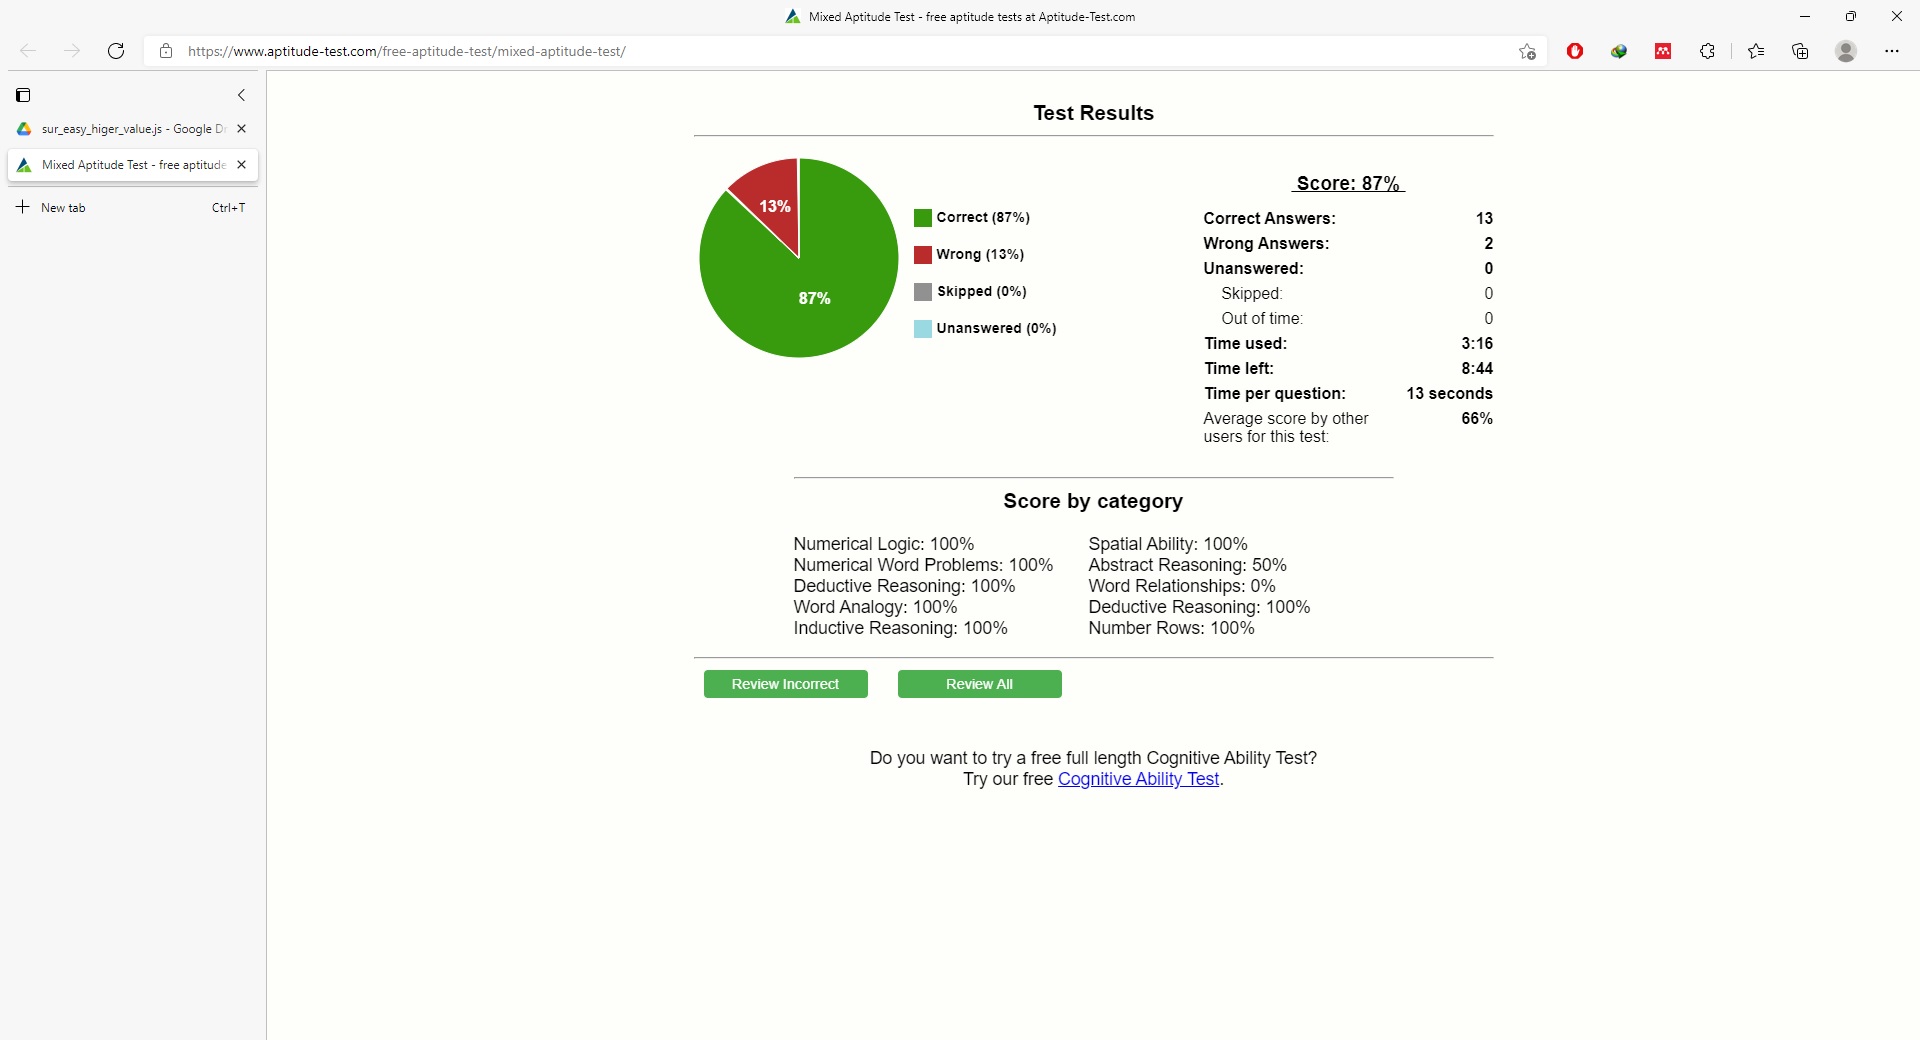 Mixed Aptitude Test - free aptitude tests at Aptitude-Test.com
https://www.aptitude-test.com/free-aptitude-test/mixed-aptitude-test/
sur_easy_higer_value.js - Google Dr
Mixed Aptitude Test - free aptitude
New tab Ctrl+T
Test Results
13%
87%
Correct (87%)
Wrong (13%)
Skipped (0%)
Unanswered (0%)
Score: 87%
Correct Answers: 13
Wrong Answers: 2
Unanswered: 0
Skipped: 0
Out of time: 0
Time used: 3:16
Time left: 8:44
Time per question: 13 seconds
Average score by other 66%
users for this test:
Score by category
Numerical Logic: 100%
Numerical Word Problems: 100%
Deductive Reasoning: 100%
Word Analogy: 100%
Inductive Reasoning: 100%
Spatial Ability: 100%
Abstract Reasoning: 50%
Word Relationships: 0%
Deductive Reasoning: 100%
Number Rows: 100%
Review Incorrect
Review All
Do you want to try a free full length Cognitive Ability Test?
Try our free Cognitive Ability Test.